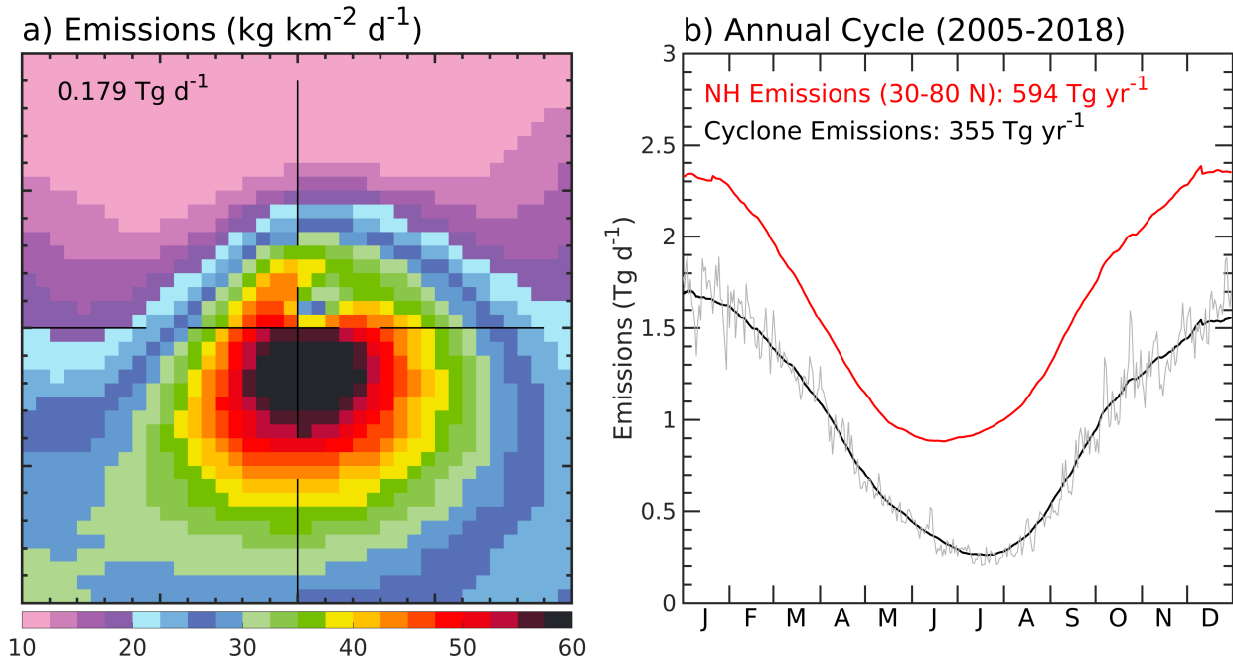 a) Emissions (kg km-2 d-1)
0.179 Tg d-1
10 20 30 40 50 60
b) Annual Cycle (2005-2018)
NH Emissions (30-80 N): 594 Tg yr-1
Cyclone Emissions: 355 Tg yr-1
Emissions (Tg d-1)
3
2.5
2
1.5
1
0.5
0
J F M A M J J A S O N D